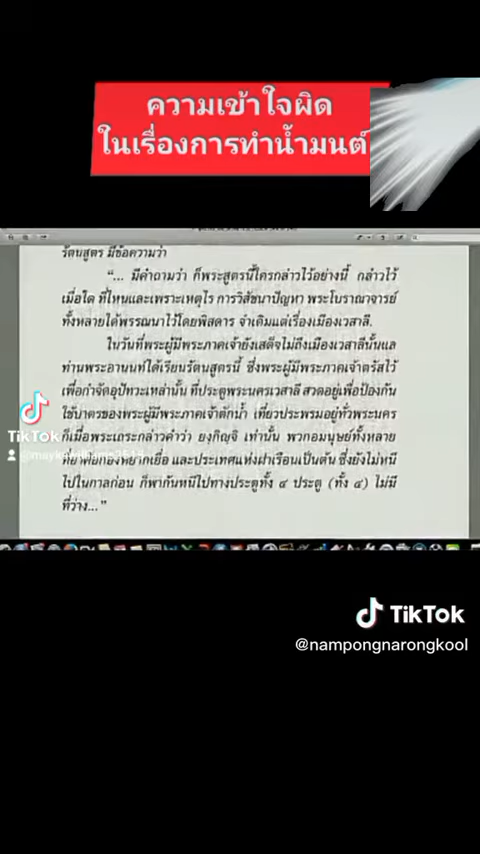 ความเข้าใจผิด
ในเรื่องการทำน้ำมนต์
รัตนสูตร มีข้อความว่า
"... มีคำถามว่า ก็พระสูตรนี้ใครกล่าวไว้อย่างนี้ กล่าวไว้
เมื่อใด ที่ไหนและเพราะเหตุไร การวิสัชนาปัญหา พระโบราณาจารย์
ทั้งหลายได้พรรณนาไว้โดยพิสดาร จำเดิมแต่เรื่องเมืองเวสาลี.
ในวันที่พระผู้มีพระภาคเจ้ายังเสด็จไม่ถึงเมืองเวสาลีนั้นแล
ท่านพระอานนท์ได้เรียนรัตนสูตรนี้ ซึ่งพระผู้มีพระภาคเจ้าตรัสไว้
เพื่อกำจัดอุปัทวะเหล่านั้น ที่ประตูพระนครเวสาลี สวดอยู่เพื่อป้องกัน
ใช้บาตรของพระผู้มีพระภาคเจ้าตักน้ำ เที่ยวประพรมอยู่ทั่วพระนคร
ก็เมื่อพระเถระกล่าวคำว่า ยงฺกิญฺจิ เท่านั้น พวกอมนุษย์ทั้งหลาย
ที่อาศัยกองหยากเยื่อ และประเทศแห่งฝาเรือนเป็นต้น ซึ่งยังไม่หนี
ไปในกาลก่อน ก็พากันหนีไปทางประตูทั้ง ๔ ประตู (ทั้ง ๔) ไม่มี
ที่ว่าง..."
TikTok
TikTok
@nampongnarongkool